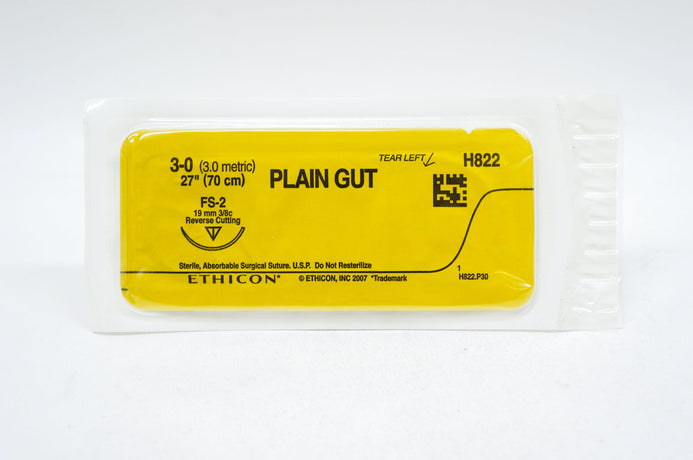 3-0 (3.0 metric)
27" (70 cm)
PLAIN GUT
TEAR LEFT
H822
FS-2
19 mm 3/8c
Reverse Cutting
Sterile, Absorbable Surgical Suture. U.S.P. Do Not Resterilize
ETHICON* © ETHICON, INC 2007 *Trademark
1
H822.P30